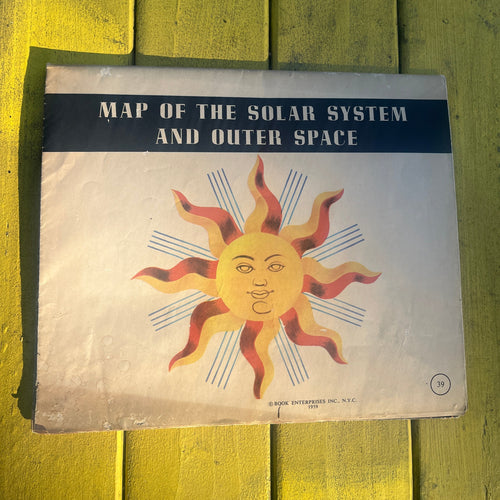 MAP OF THE SOLAR SYSTEM
AND OUTER SPACE
39
© BOOK ENTERPRISES INC., N.Y.C.
1959